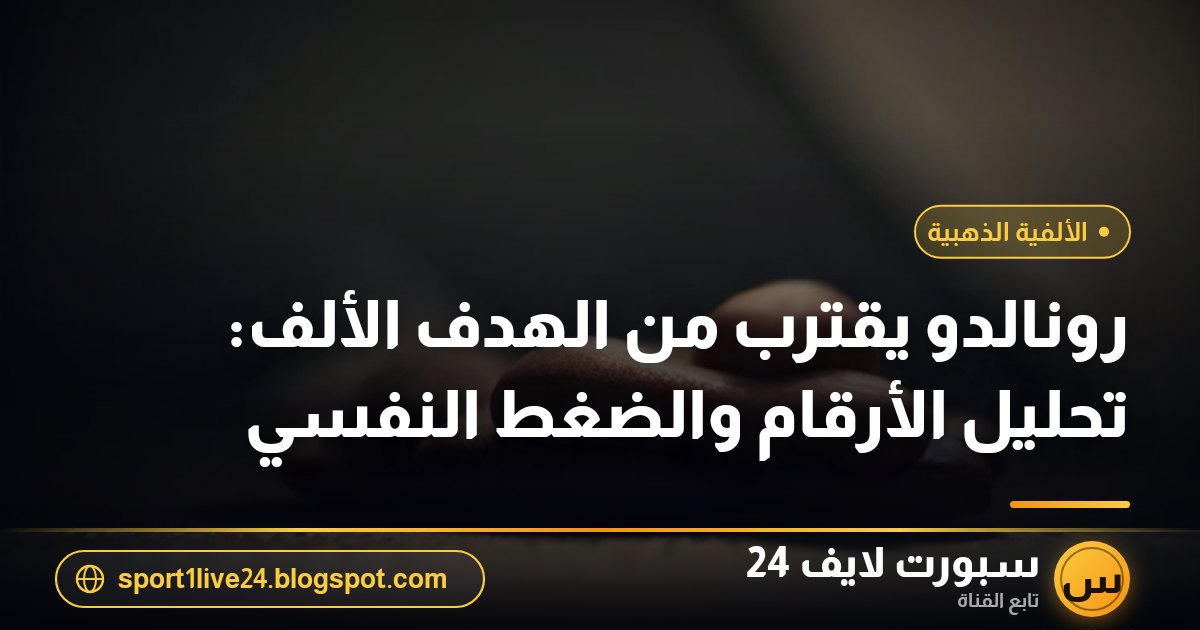 • الألفية الذهبية
رونالدو يقترب من الهدف الألف:
تحليل الأرقام والضغط النفسي
س
سبورت لايف 24
تابع القناة
sport1live24.blogspot.com